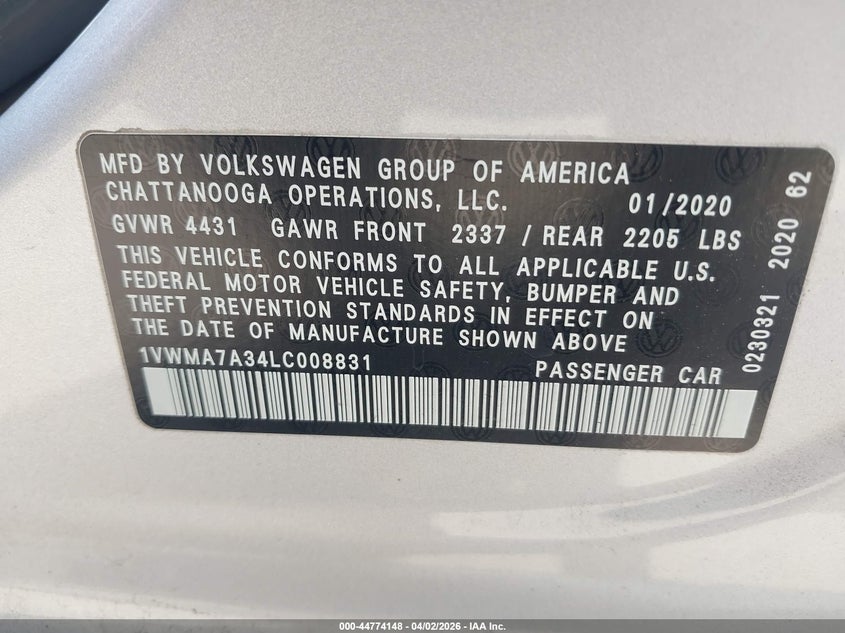 MFD BY VOLKSWAGEN GROUP OF AMERICA
CHATTANOOGA OPERATIONS, LLC. 01/2020
GVWR 4431 GAWR FRONT 2337 / REAR 2205 LBS
THIS VEHICLE CONFORMS TO ALL APPLICABLE U.S.
FEDERAL MOTOR VEHICLE SAFETY, BUMPER AND
THEFT PREVENTION STANDARDS IN EFFECT ON
THE DATE OF MANUFACTURE SHOWN ABOVE
1VWMA7A34LC008831 PASSENGER CAR
0230321 2020 62
000-44774148 - 04/02/2026 - IAA Inc.